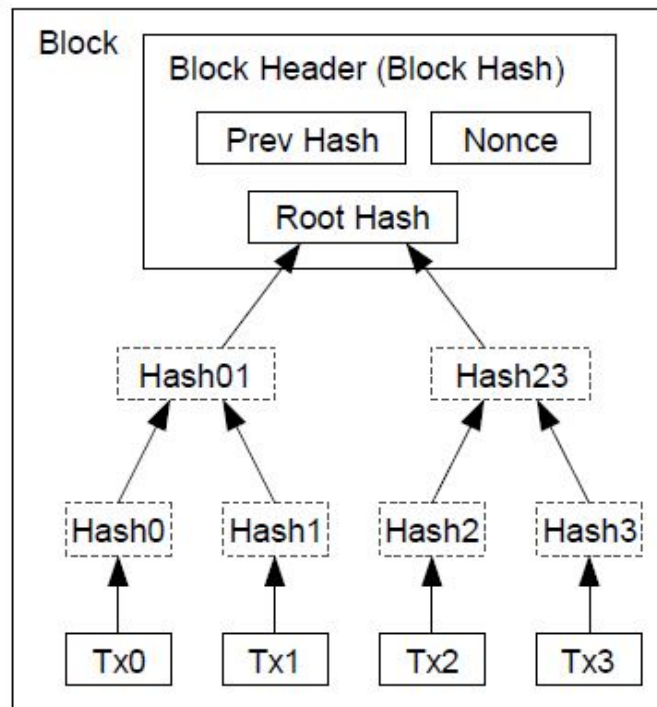 Block
Block Header (Block Hash)
Prev Hash Nonce
Root Hash
Hash01 Hash23
Hash0 Hash1 Hash2 Hash3
Tx0 Tx1 Tx2 Tx3